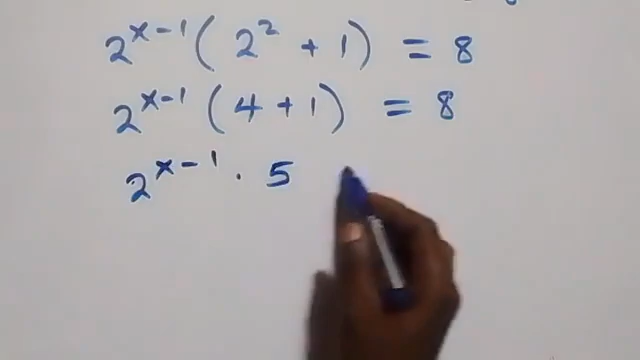 2^{x-1}(2^2 + 1) = 8
2^{x-1}(4 + 1) = 8
2^{x-1} · 5